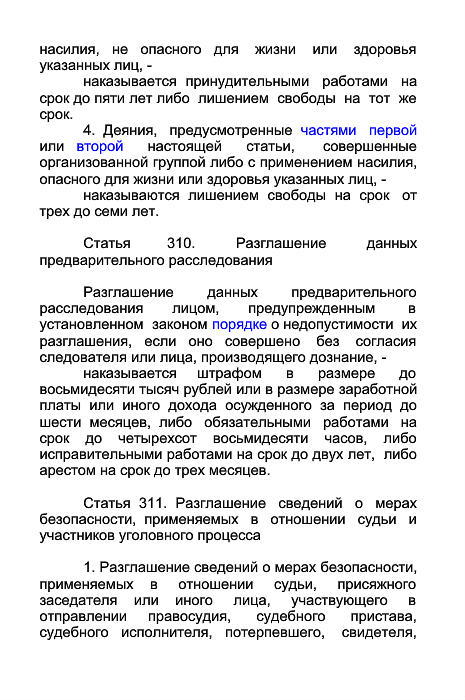 насилия, не опасного для жизни или здоровья
указанных лиц, -
наказывается принудительными работами на
срок до пяти лет либо лишением свободы на тот же
срок.
4. Деяния, предусмотренные частями первой
или второй настоящей статьи, совершенные
организованной группой либо с применением насилия,
опасного для жизни или здоровья указанных лиц, -
наказываются лишением свободы на срок от
трех до семи лет.
Статья 310. Разглашение данных
предварительного расследования
Разглашение данных предварительного
расследования лицом, предупрежденным в
установленном законом порядке о недопустимости их
разглашения, если оно совершено без согласия
следователя или лица, производящего дознание, -
наказывается штрафом в размере до
восьмидесяти тысяч рублей или в размере заработной
платы или иного дохода осужденного за период до
шести месяцев, либо обязательными работами на
срок до четырехсот восьмидесяти часов, либо
исправительными работами на срок до двух лет, либо
арестом на срок до трех месяцев.
Статья 311. Разглашение сведений о мерах
безопасности, применяемых в отношении судьи и
участников уголовного процесса
1. Разглашение сведений о мерах безопасности,
применяемых в отношении судьи, присяжного
заседателя или иного лица, участвующего в
отправлении правосудия, судебного пристава,
судебного исполнителя, потерпевшего, свидетеля,